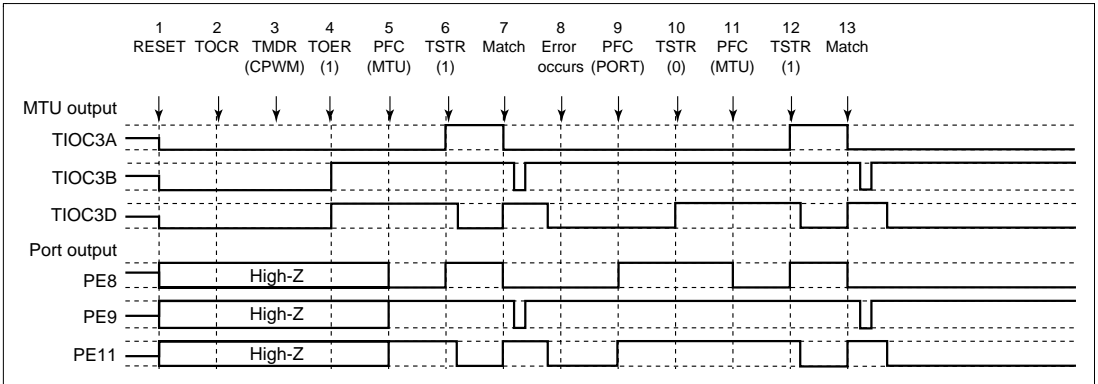 1 2 3 4 5 6 7 8 9 10 11 12 13
RESET TOCR TMDR TOER PFC TSTR Match Error PFC TSTR PFC TSTR Match
(CPWM) (1) (MTU) (1) occurs (PORT) (0) (MTU) (1)
MTU output
TIOC3A
TIOC3B
TIOC3D
Port output
PE8 High-Z
PE9 High-Z
PE11 High-Z